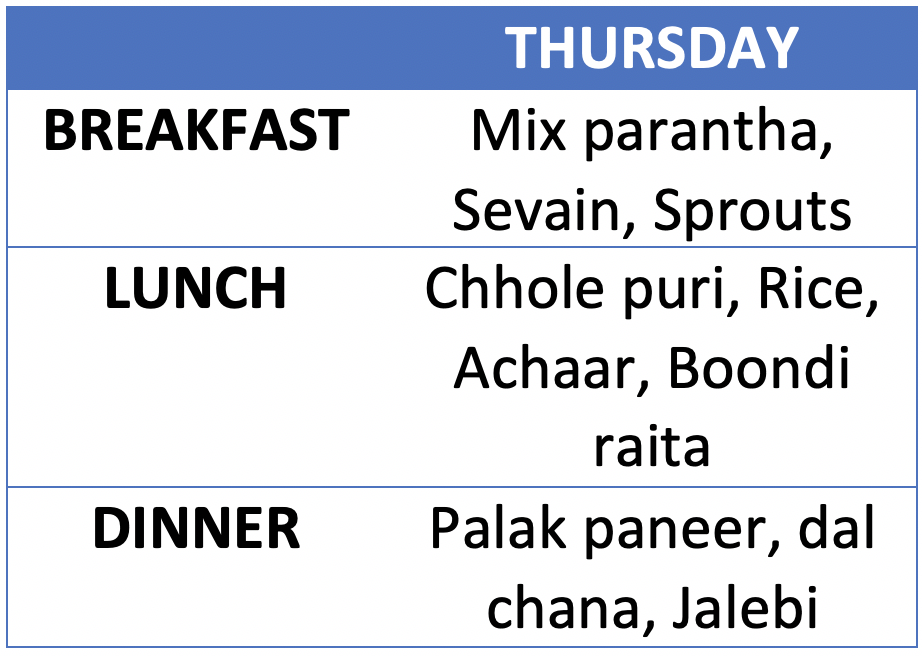 THURSDAY
BREAKFAST
Mix parantha,
Sevain, Sprouts
LUNCH
Chhole puri, Rice,
Achaar, Boondi
raita
DINNER
Palak paneer, dal
chana, Jalebi